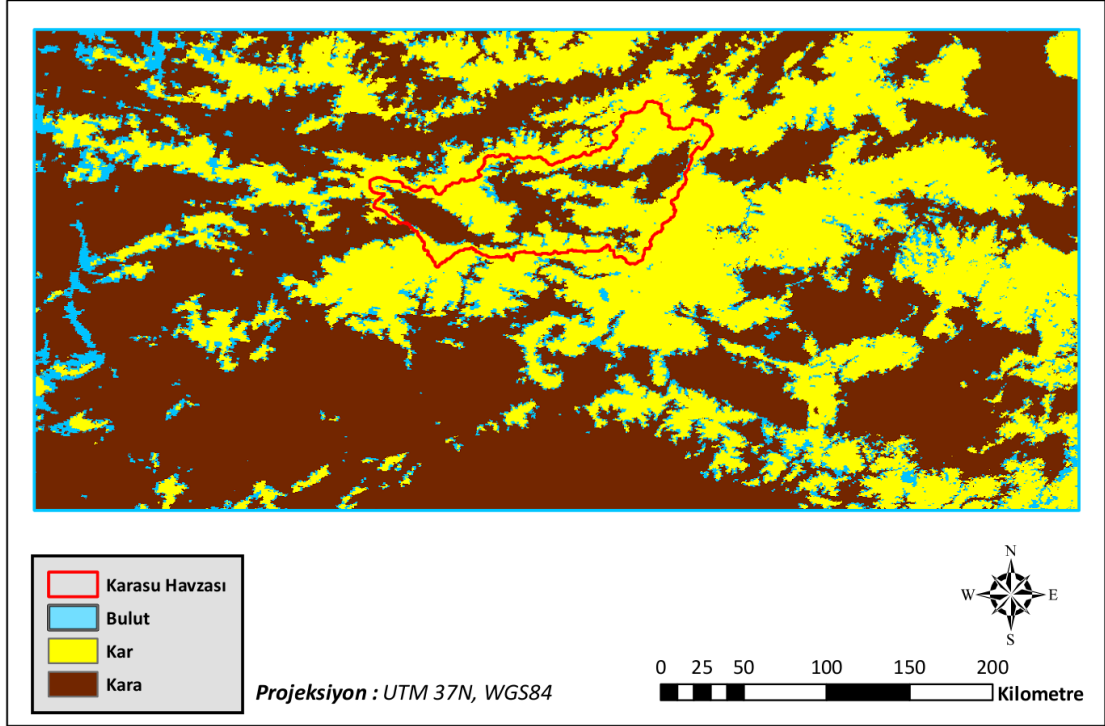 Karasu Havzası
Bulut
Kar
Kara
Projeksiyon : UTM 37N, WGS84
N
W E
S
0 25 50 100 150 200
Kilometre